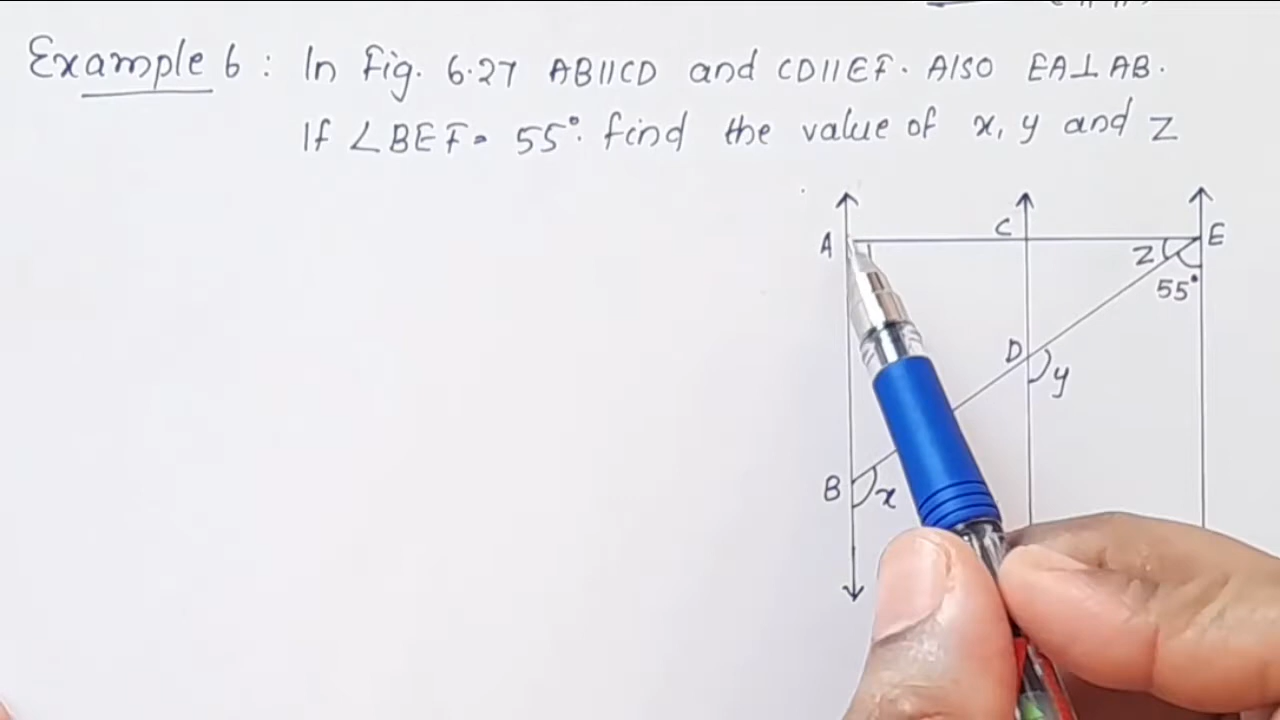 Example 6 : In Fig. 6.27 AB||CD and CD||EF. Also EA⊥AB.
If ∠BEF = 55°. find the value of x, y and z
A
C
E
z
55°
D
y
B
x